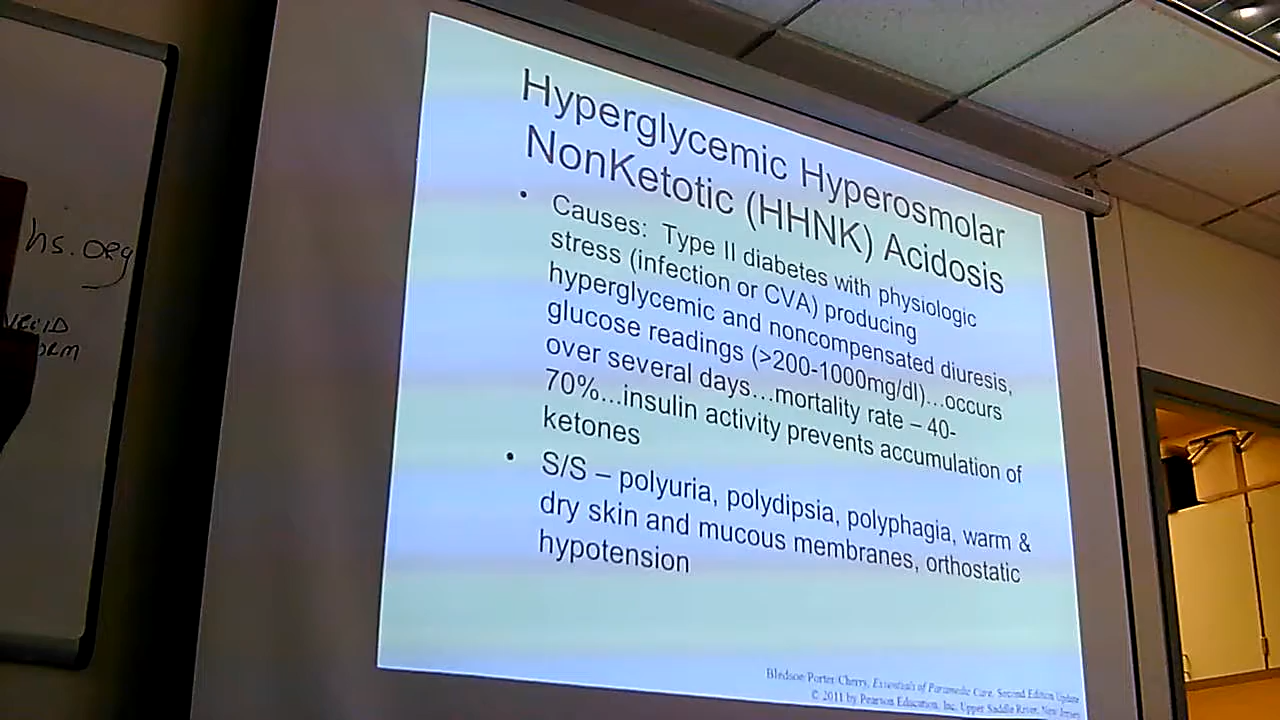 Hyperglycemic Hyperosmolar
NonKetotic (HHNK) Acidosis
• Causes: Type II diabetes with physiologic
stress (infection or CVA) producing
hyperglycemic and noncompensated diuresis,
glucose readings (>200-1000mg/dl)…occurs
over several days…mortality rate – 40-
70%…insulin activity prevents accumulation of
ketones
• S/S – polyuria, polydipsia, polyphagia, warm &
dry skin and mucous membranes, orthostatic
hypotension
Bledsoe/Porter/Cherry, Essentials of Paramedic Care, Second Edition Update
© 2011 by Pearson Education, Inc. Upper Saddle River, New Jersey
hs.org